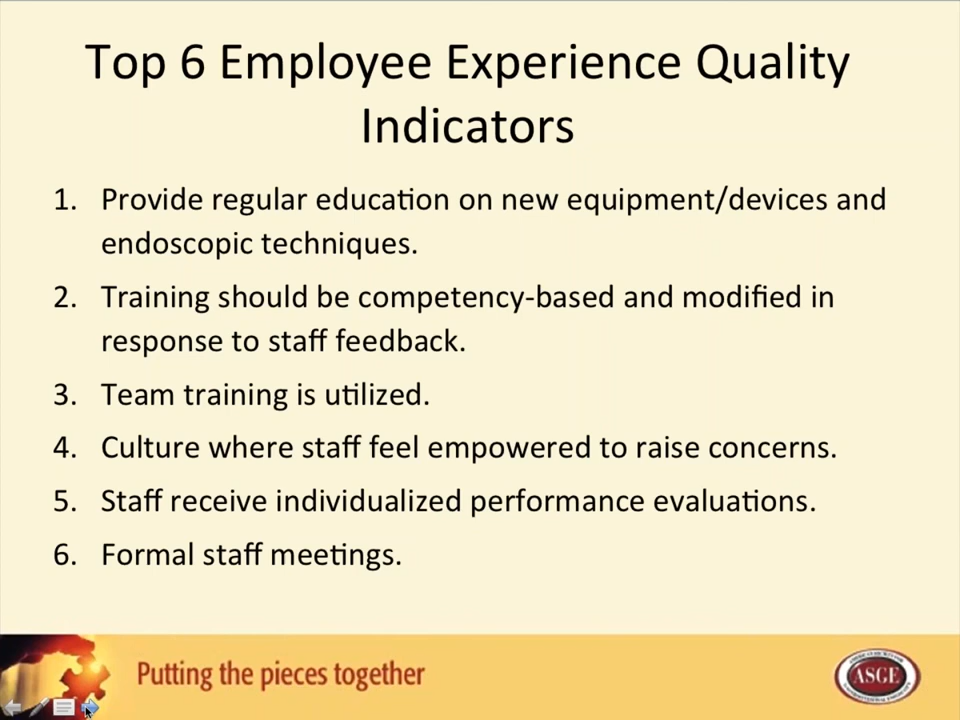 Top 6 Employee Experience Quality
Indicators
1. Provide regular education on new equipment/devices and
endoscopic techniques.
2. Training should be competency-based and modified in
response to staff feedback.
3. Team training is utilized.
4. Culture where staff feel empowered to raise concerns.
5. Staff receive individualized performance evaluations.
6. Formal staff meetings.
Putting the pieces together
ASGE